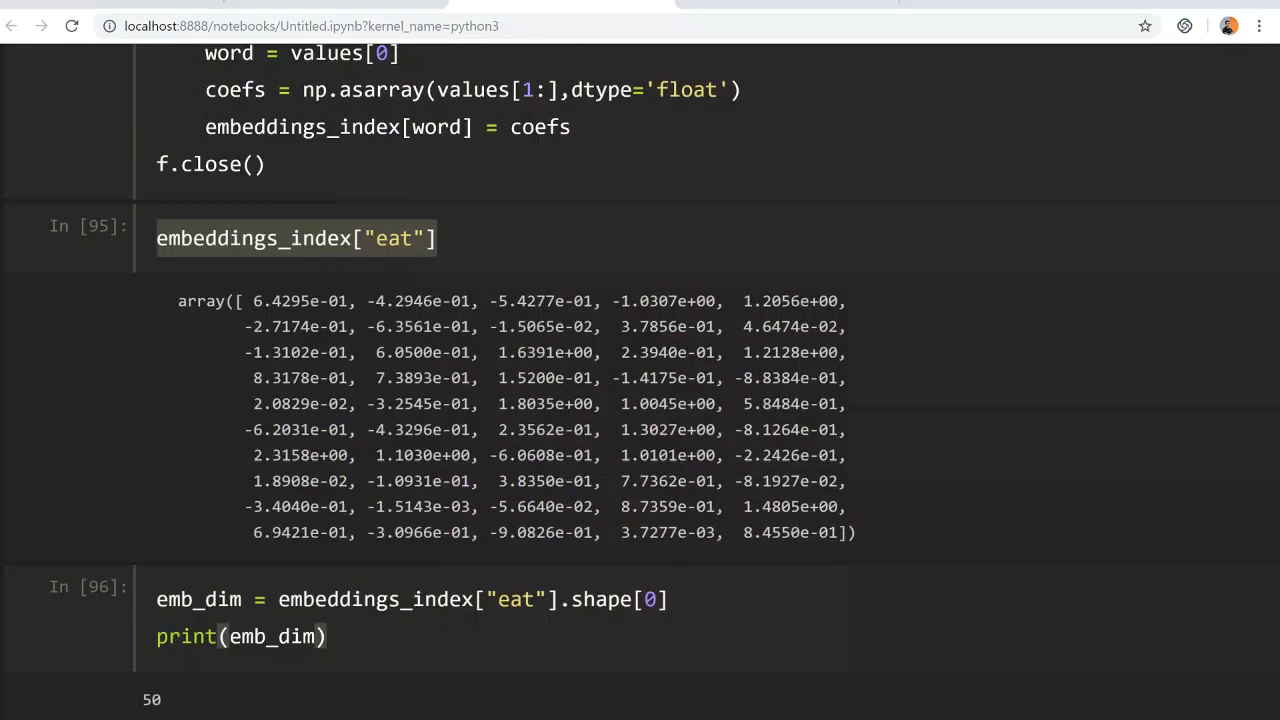 localhost:8888/notebooks/Untitled.ipynb?kernel_name=python3
word = values[0]
coefs = np.asarray(values[1:],dtype='float')
embeddings_index[word] = coefs
f.close()
In [95]:
embeddings_index["eat"]
array([ 6.4295e-01, -4.2946e-01, -5.4277e-01, -1.0307e+00, 1.2056e+00,
-2.7174e-01, -6.3561e-01, -1.5065e-02, 3.7856e-01, 4.6474e-02,
-1.3102e-01, 6.0500e-01, 1.6391e+00, 2.3940e-01, 1.2128e+00,
8.3178e-01, 7.3893e-01, 1.5200e-01, -1.4175e-01, -8.8384e-01,
2.0829e-02, -3.2545e-01, 1.8035e+00, 1.0045e+00, 5.8484e-01,
-6.2031e-01, -4.3296e-01, 2.3562e-01, 1.3027e+00, -8.1264e-01,
2.3158e+00, 1.1030e+00, -6.0608e-01, 1.0101e+00, -2.2426e-01,
1.8908e-02, -1.0931e-01, 3.8350e-01, 7.7362e-01, -8.1927e-02,
-3.4040e-01, -1.5143e-03, -5.6640e-02, 8.7359e-01, 1.4805e+00,
6.9421e-01, -3.0966e-01, -9.0826e-01, 3.7277e-03, 8.4550e-01])
In [96]:
emb_dim = embeddings_index["eat"].shape[0]
print(emb_dim)
50